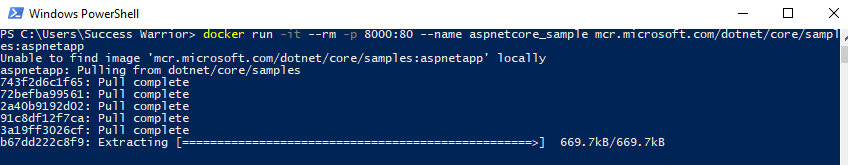 Windows PowerShell
PS C:\Users\Success Warrior> docker run -it --rm -p 8000:80 --name aspnetcore_sample mcr.microsoft.com/dotnet/core/sampl
es:aspnetapp
Unable to find image 'mcr.microsoft.com/dotnet/core/samples:aspnetapp' locally
aspnetapp: Pulling from dotnet/core/samples
743f2d6c1f65: Pull complete
72befba99561: Pull complete
2a40b9192d02: Pull complete
91c8df12f7ca: Pull complete
3a19ff3026cf: Pull complete
b67dd222c8f9: Extracting [==================================================>]  669.7kB/669.7kB